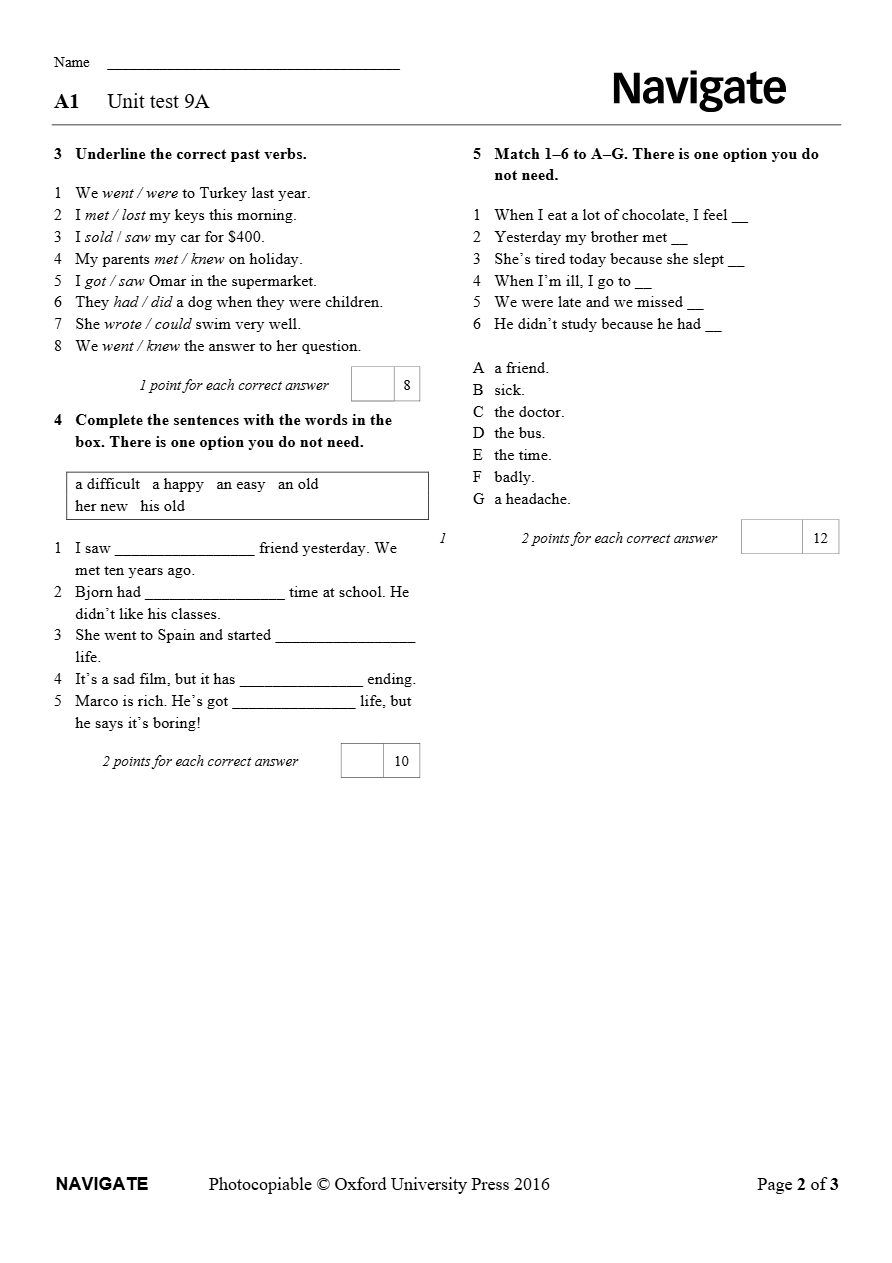 Name ______________________________________
A1 Unit test 9A
Navigate
3 Underline the correct past verbs.
1 We went / were to Turkey last year.
2 I met / lost my keys this morning.
3 I sold / saw my car for $400.
4 My parents met / knew on holiday.
5 I got / saw Omar in the supermarket.
6 They had / did a dog when they were children.
7 She wrote / could swim very well.
8 We went / knew the answer to her question.
1 point for each correct answer 8
4 Complete the sentences with the words in the
box. There is one option you do not need.
a difficult a happy an easy an old
her new his old
1 I saw _________________ friend yesterday. We
met ten years ago.
2 Bjorn had _________________ time at school. He
didn’t like his classes.
3 She went to Spain and started _________________
life.
4 It’s a sad film, but it has _______________ ending.
5 Marco is rich. He’s got _______________ life, but
he says it’s boring!
2 points for each correct answer 10
5 Match 1–6 to A–G. There is one option you do
not need.
1 When I eat a lot of chocolate, I feel __
2 Yesterday my brother met __
3 She’s tired today because she slept __
4 When I’m ill, I go to __
5 We were late and we missed __
6 He didn’t study because he had __
A a friend.
B sick.
C the doctor.
D the bus.
E the time.
F badly.
G a headache.
1 2 points for each correct answer 12
NAVIGATE Photocopiable © Oxford University Press 2016 Page 2 of 3